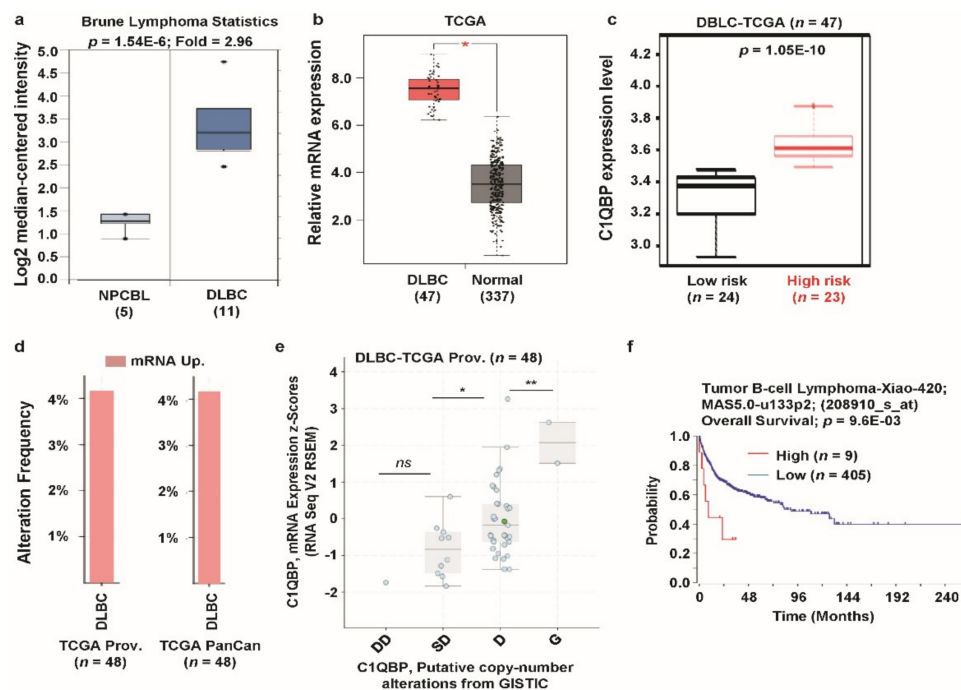 a
Brune Lymphoma Statistics
p = 1.54E-6; Fold = 2.96
Log2 median-centered intensity
5.0
4.5
4.0
3.5
3.0
2.5
2.0
1.5
1.0
0.5
0.0
NPCBL
(5)
DLBC
(11)
b
TCGA
*
Relative mRNA expression
8.0
6.0
4.0
2.0
DLBC
(47)
Normal
(337)
c
DBLC-TCGA (n = 47)
p = 1.05E-10
C1QBP expression level
4.0
3.8
3.6
3.4
3.2
3.0
Low risk
(n = 24)
High risk
(n = 23)
d
mRNA Up.
Alteration Frequency
4%
3%
2%
1%
4%
3%
2%
1%
DLBC
DLBC
TCGA Prov.
(n = 48)
TCGA PanCan
(n = 48)
e
DLBC-TCGA Prov. (n = 48)
C1QBP, mRNA Expression z-Scores
(RNA Seq V2 RSEM)
4
3
2
1
0
-1
-2
ns
*
**
DD
SD
D
G
C1QBP, Putative copy-number
alterations from GISTIC
f
Tumor B-cell Lymphoma-Xiao-420;
MAS5.0-u133p2; (208910_s_at)
Overall Survival; p = 9.6E-03
High (n = 9)
Low (n = 405)
Probability
1.0
0.8
0.6
0.4
0.2
0.0
0
48
96
144
192
240
Time (Months)